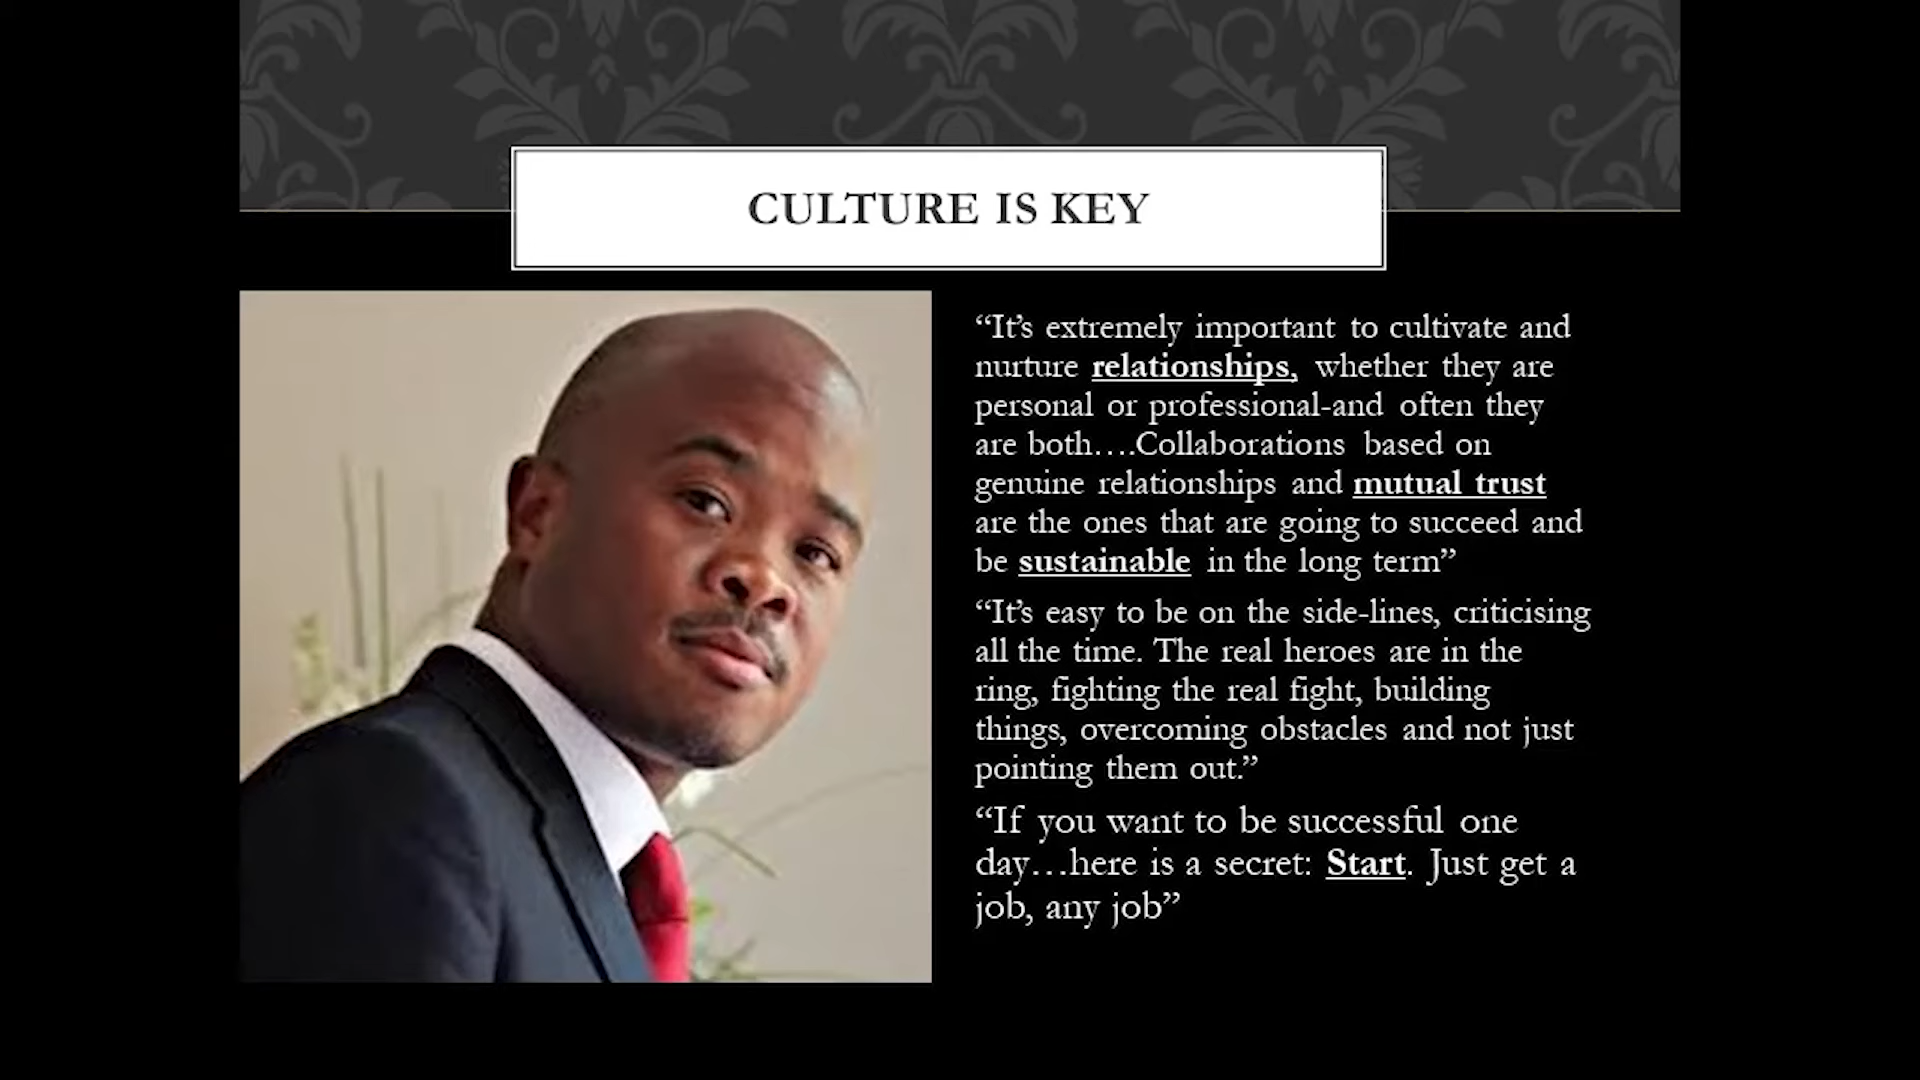 CULTURE IS KEY
“It’s extremely important to cultivate and
nurture relationships, whether they are
personal or professional-and often they
are both….Collaborations based on
genuine relationships and mutual trust
are the ones that are going to succeed and
be sustainable in the long term”
“It’s easy to be on the side-lines, criticising
all the time. The real heroes are in the
ring, fighting the real fight, building
things, overcoming obstacles and not just
pointing them out.”
“If you want to be successful one
day…here is a secret: Start. Just get a
job, any job”